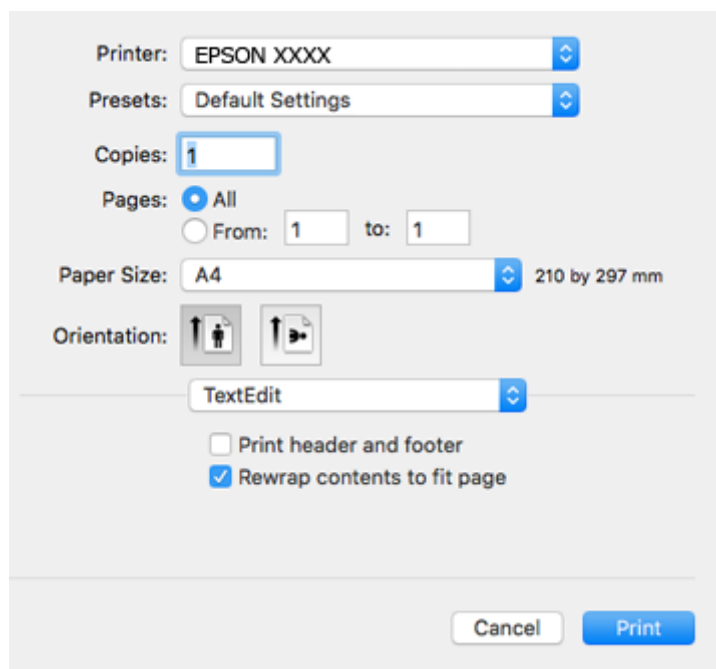 Printer: EPSON XXXX
Presets: Default Settings
Copies: 1
Pages: All
From: 1 to: 1
Paper Size: A4 210 by 297 mm
Orientation:
TextEdit
Print header and footer
Rewrap contents to fit page
Cancel Print